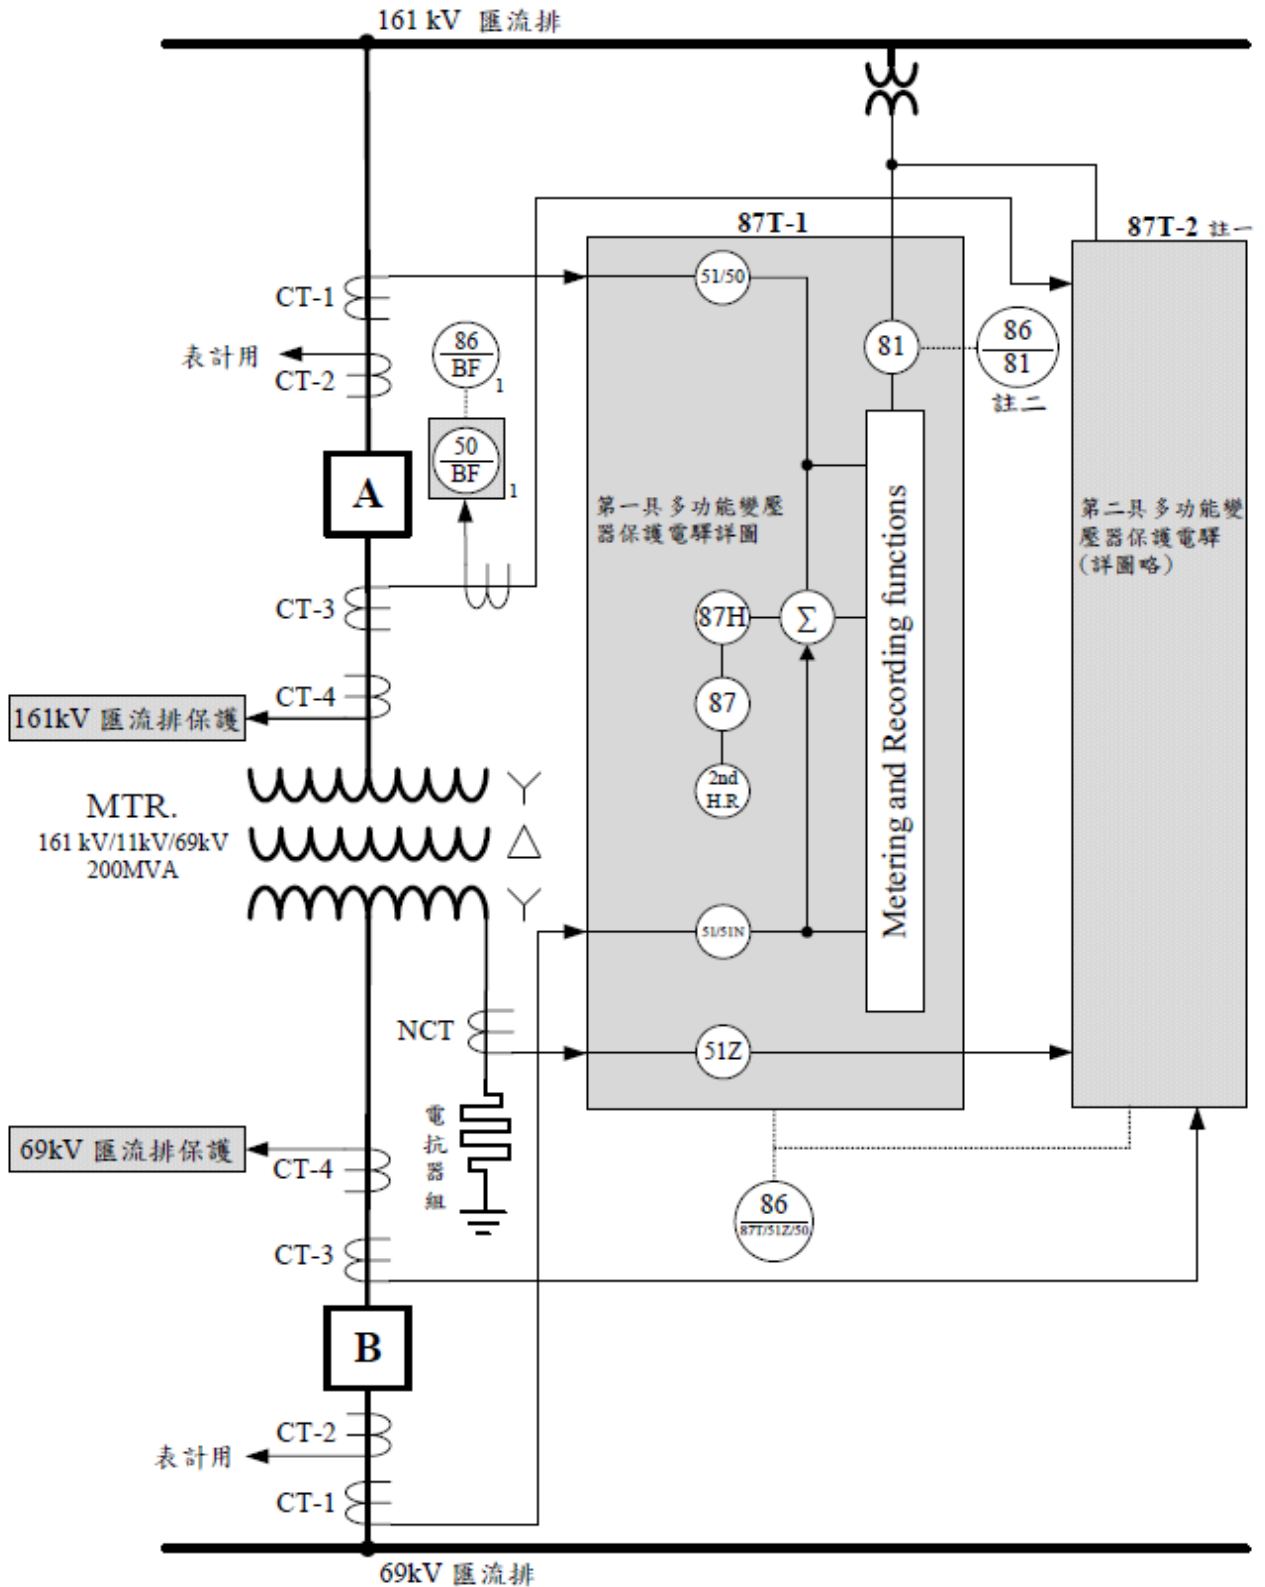 161 kV 匯流排
87T-1
87T-2 註一
CT-1
51/50
表計用
CT-2
86
BF
1
81
86
81
註二
50
BF
1
A
第一具多功能變壓
器保護電驛詳圖
第二具多功能變
壓器保護電驛
(詳圖略)
Metering and Recording functions
CT-3
87H
Σ
CT-4
161kV 匯流排保護
87
2nd
H.R
MTR.
161 kV/11kV/69kV
200MVA
51/51N
NCT
51Z
電
抗
器
組
69kV 匯流排保護
CT-4
86
87T/51Z/50
CT-3
B
CT-2
表計用
CT-1
69kV 匯流排